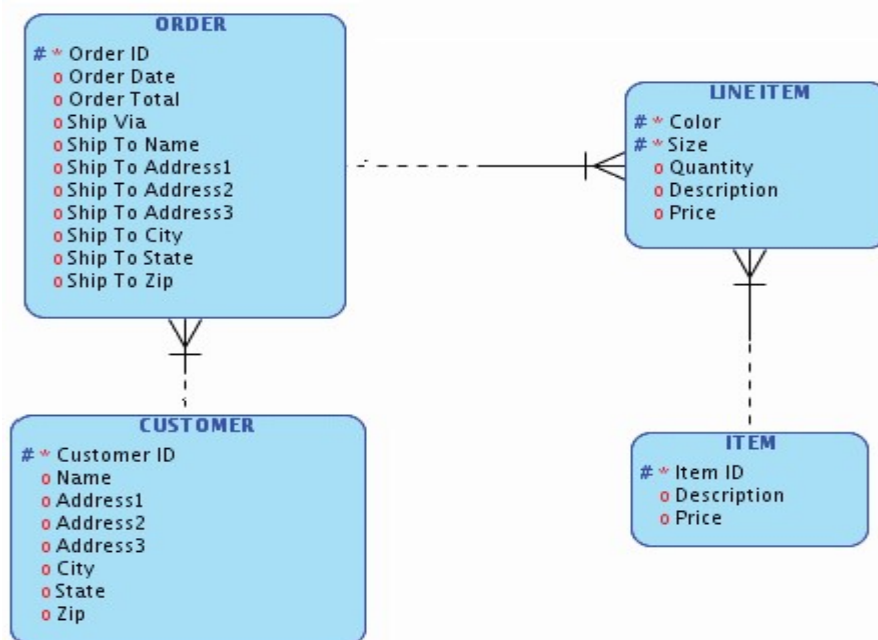 ORDER
# * Order ID
o Order Date
o Order Total
o Ship Via
o Ship To Name
o Ship To Address1
o Ship To Address2
o Ship To Address3
o Ship To City
o Ship To State
o Ship To Zip
LINE ITEM
# * Color
# * Size
o Quantity
o Description
o Price
CUSTOMER
# * Customer ID
o Name
o Address1
o Address2
o Address3
o City
o State
o Zip
ITEM
# * Item ID
o Description
o Price